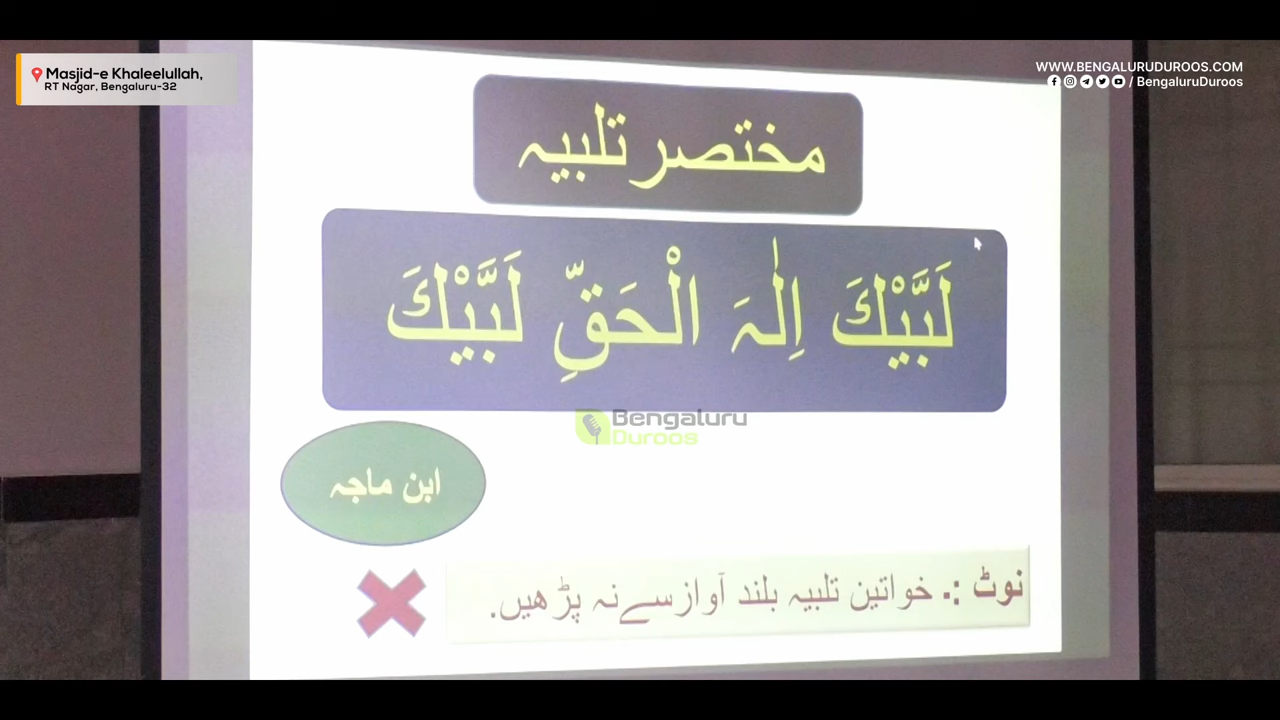 Masjid-e Khaleelullah,
RT Nagar, Bengaluru-32
WWW.BENGALURUDUROOS.COM
/ BengaluruDuroos
مختصر تلبیہ
لَبَّيْكَ اِلٰہَ الْحَقِّ لَبَّيْكَ
Bengaluru
Duroos
ابن ماجہ
نوٹ :. خواتین تلبیہ بلند آواز سے نہ پڑھیں.